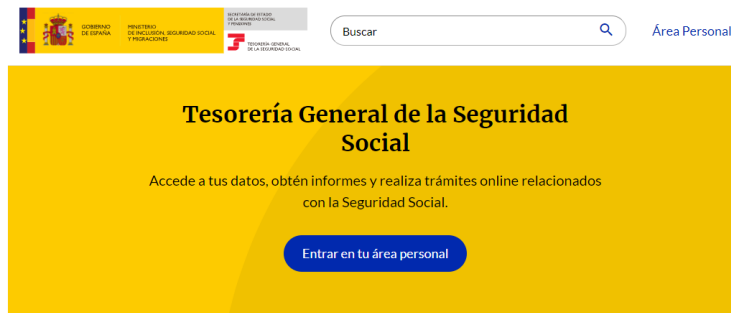 GOBIERNO
DE ESPAÑA
MINISTERIO
DE INCLUSIÓN, SEGURIDAD SOCIAL
Y MIGRACIONES
SECRETARÍA DE ESTADO
DE LA SEGURIDAD SOCIAL
Y PENSIONES
TESORERÍA GENERAL
DE LA SEGURIDAD SOCIAL
Buscar
Área Personal
Tesorería General de la Seguridad
Social
Accede a tus datos, obtén informes y realiza trámites online relacionados
con la Seguridad Social.
Entrar en tu área personal